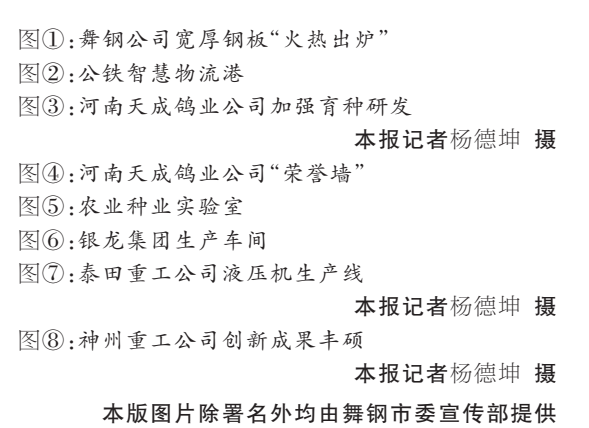 图①:舞钢公司宽厚钢板“火热出炉”
图②:公铁智慧物流港
图③:河南天成鸽业公司加强育种研发
本报记者杨德坤 摄
图④:河南天成鸽业公司“荣誉墙”
图⑤:农业种业实验室
图⑥:银龙集团生产车间
图⑦:泰田重工公司液压机生产线
本报记者杨德坤 摄
图⑧:神州重工公司创新成果丰硕
本报记者杨德坤 摄
本版图片除署名外均由舞钢市委宣传部提供